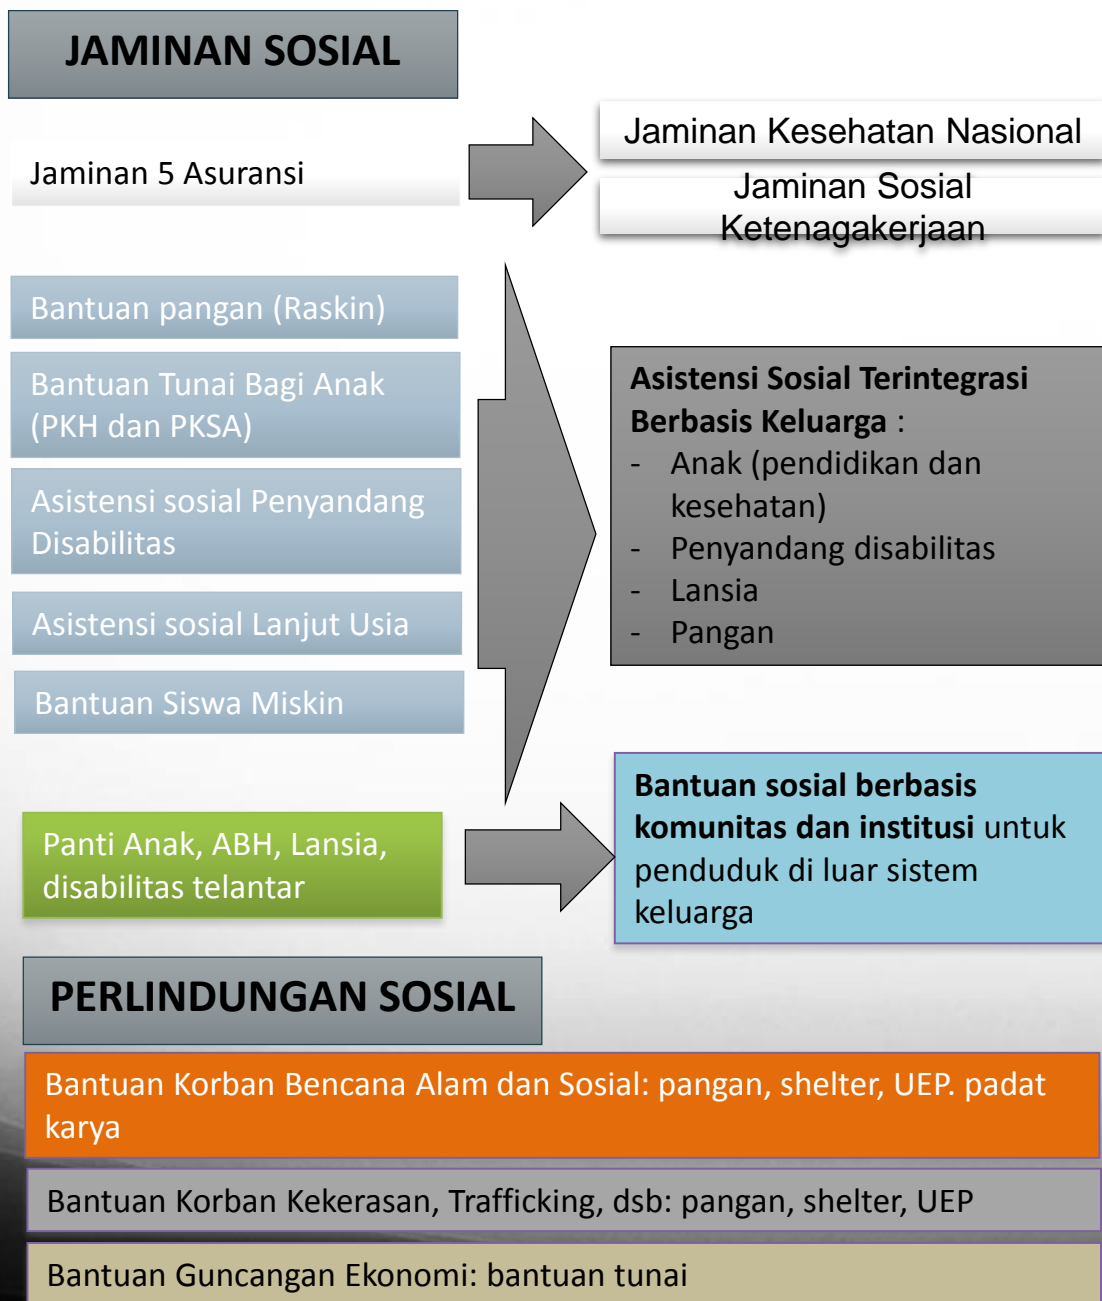 JAMINAN SOSIAL
Jaminan 5 Asuransi
Jaminan Kesehatan Nasional
Jaminan Sosial
Ketenagakerjaan
Bantuan pangan (Raskin)
Bantuan Tunai Bagi Anak
(PKH dan PKSA)
Asistensi sosial Penyandang
Disabilitas
Asistensi sosial Lanjut Usia
Bantuan Siswa Miskin
Asistensi Sosial Terintegrasi
Berbasis Keluarga :
- Anak (pendidikan dan
kesehatan)
- Penyandang disabilitas
- Lansia
- Pangan
Panti Anak, ABH, Lansia,
disabilitas telantar
Bantuan sosial berbasis
komunitas dan institusi untuk
penduduk di luar sistem
keluarga
PERLINDUNGAN SOSIAL
Bantuan Korban Bencana Alam dan Sosial: pangan, shelter, UEP. padat
karya
Bantuan Korban Kekerasan, Trafficking, dsb: pangan, shelter, UEP
Bantuan Guncangan Ekonomi: bantuan tunai